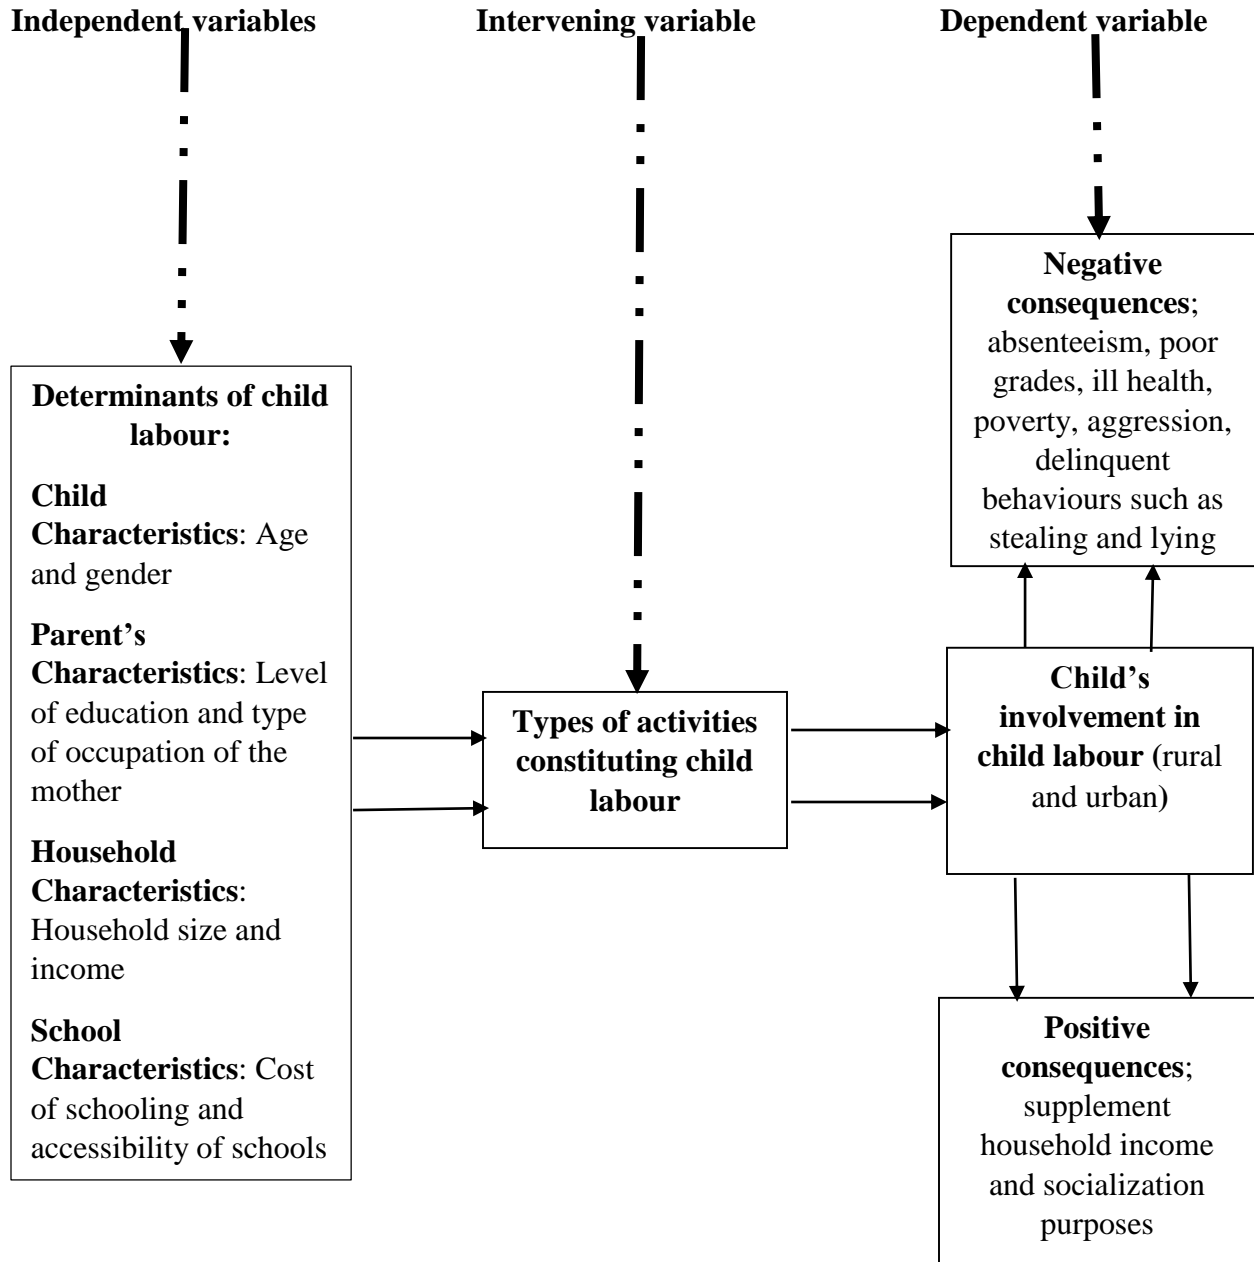 Independent variables
Intervening variable
Dependent variable
Determinants of child
labour:
Child
Characteristics: Age
and gender
Parent’s
Characteristics: Level
of education and type
of occupation of the
mother
Household
Characteristics:
Household size and
income
School
Characteristics: Cost
of schooling and
accessibility of schools
Types of activities
constituting child
labour
Negative
consequences;
absenteeism, poor
grades, ill health,
poverty, aggression,
delinquent
behaviours such as
stealing and lying
Child’s
involvement in
child labour (rural
and urban)
Positive
consequences;
supplement
household income
and socialization
purposes